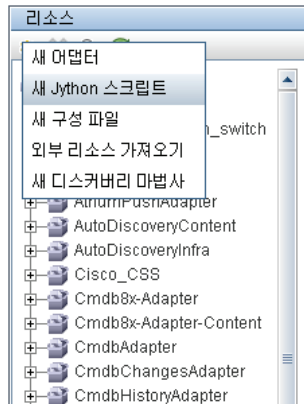 리소스
새 어댑터
새 Jython 스크립트
새 구성 파일
외부 리소스 가져오기
새 디스커버리 마법사
_switch
AtriumPushAdapter
AutoDiscoveryContent
AutoDiscoveryInfra
Cisco_CSS
Cmdb8x-Adapter
Cmdb8x-Adapter-Content
CmdbAdapter
CmdbChangesAdapter
CmdbHistoryAdapter